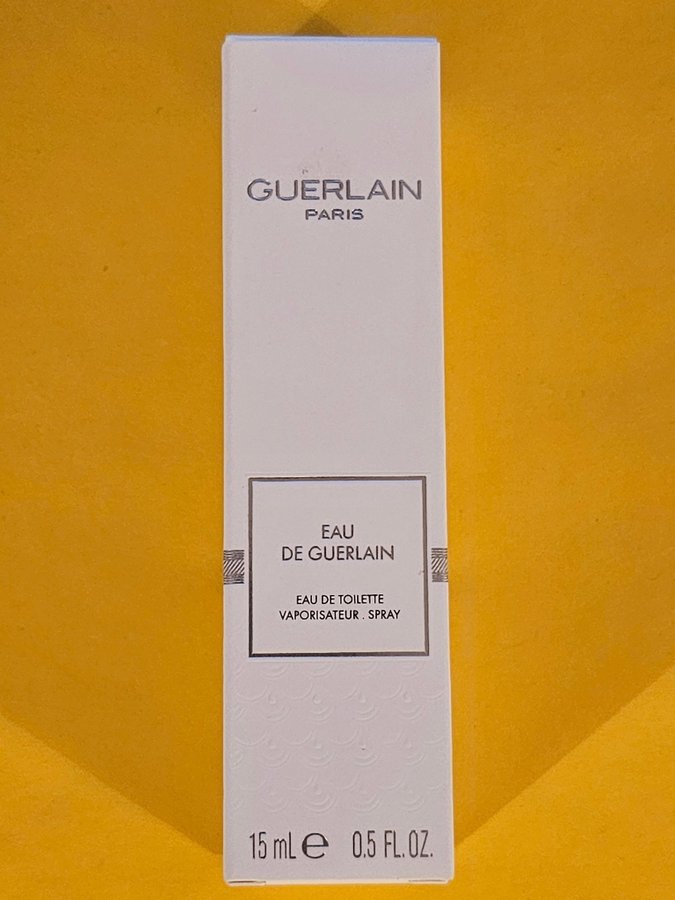 GUERLAIN
PARIS
EAU
DE GUERLAIN
EAU DE TOILETTE
VAPORISATEUR . SPRAY
15 mL ℮ 0.5 FL.OZ.